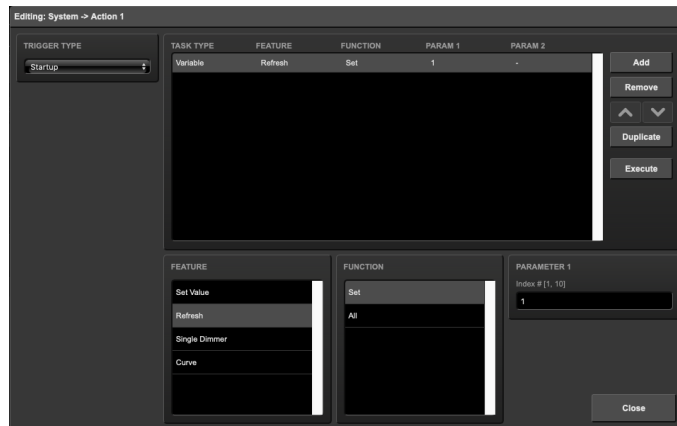 Editing: System -> Action 1
TRIGGER TYPE
Startup
TASK TYPE FEATURE FUNCTION PARAM 1 PARAM 2
Variable Refresh Set 1 -
Add
Remove
Duplicate
Execute
FEATURE
Set Value
Refresh
Single Dimmer
Curve
FUNCTION
Set
All
PARAMETER 1
Index # [1, 10]
1
Close